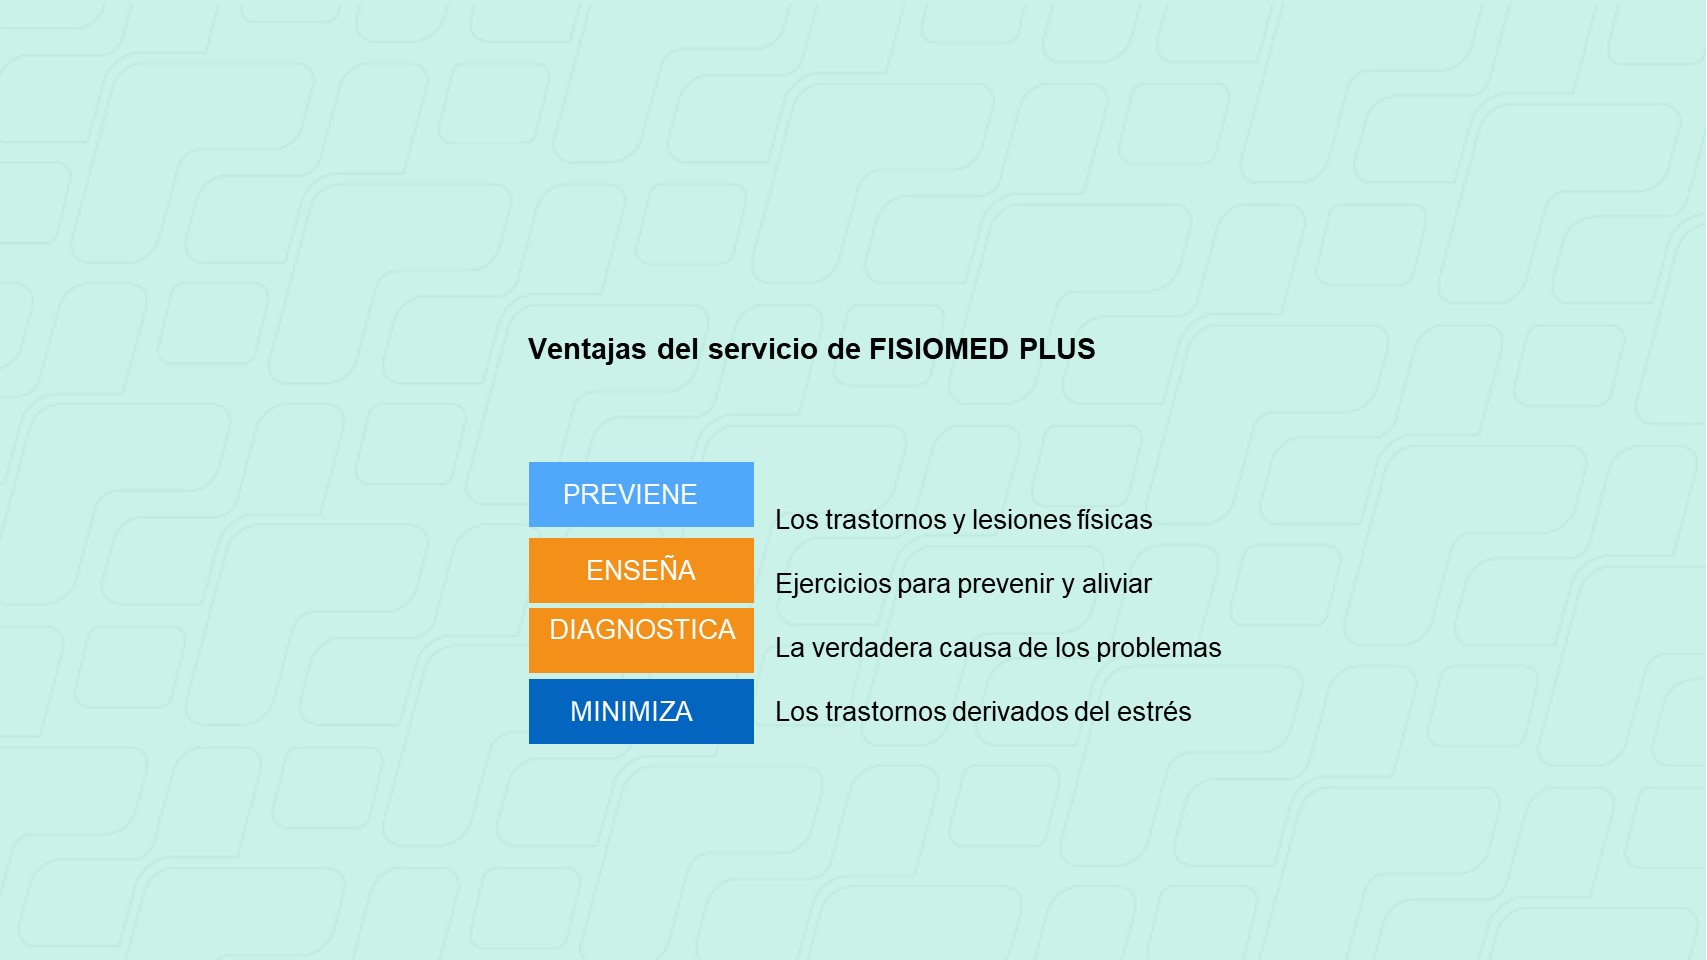 Ventajas del servicio de FISIOMED PLUS
PREVIENE
Los trastornos y lesiones físicas
ENSEÑA
Ejercicios para prevenir y aliviar
DIAGNOSTICA
La verdadera causa de los problemas
MINIMIZA
Los trastornos derivados del estrés